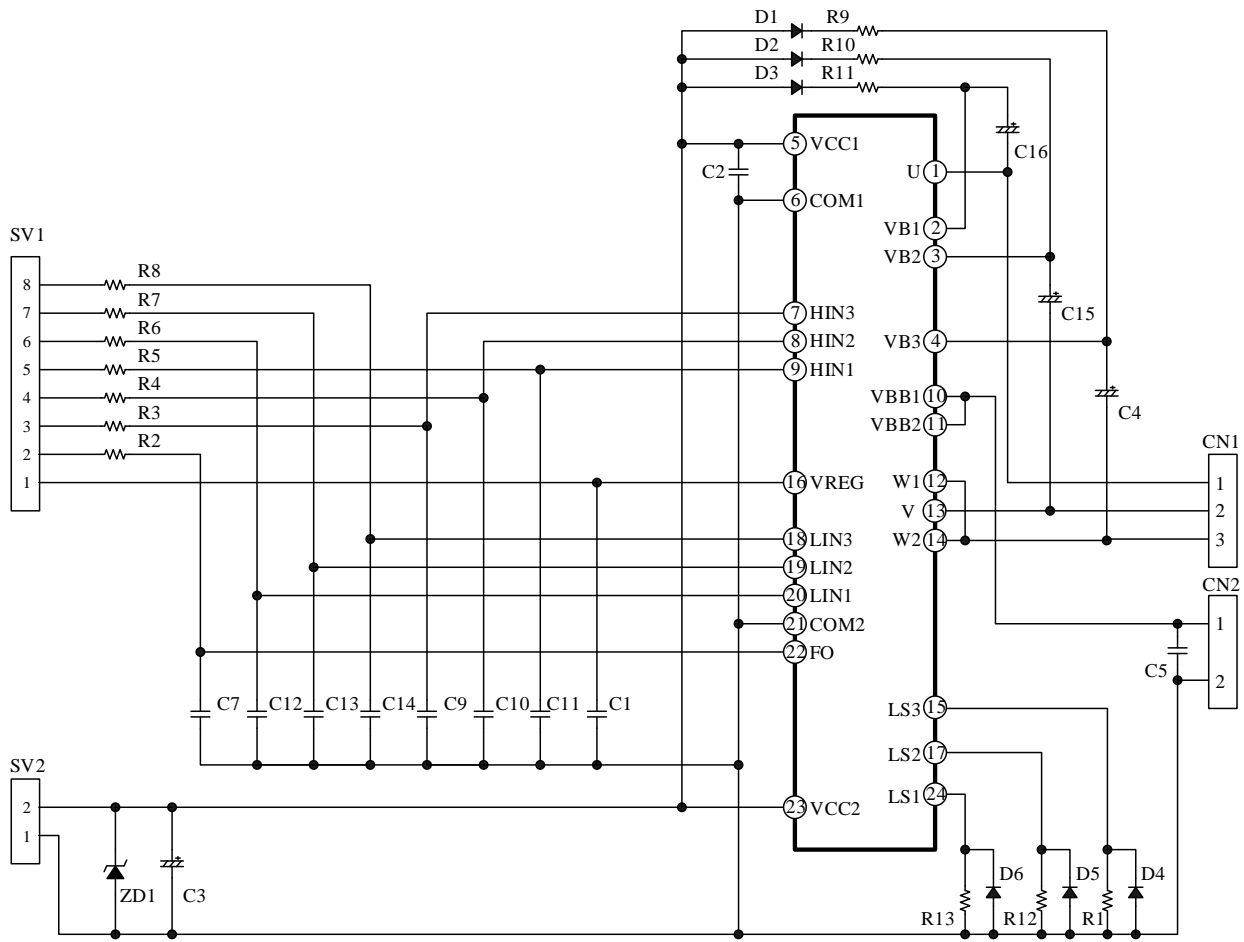 D1 R9
D2 R10
D3 R11
5 VCC1
C2
C16
U 1
6 COM1
SV1
VB1 2
VB2 3
8 R8
7 R7
C15
7 HIN3
6 R6
8 HIN2
VB3 4
5 R5
9 HIN1
4 R4
VBB1 10
C4
3 R3
VBB2 11
2 R2
CN1
1
16 VREG
W1 12
1
V 13
2
18 LIN3
W2 14
3
19 LIN2
CN2
20 LIN1
21 COM2
1
22 FO
C5
2
C7 C12 C13 C14 C9 C10 C11 C1
LS3 15
LS2 17
SV2
LS1 24
2
23 VCC2
1
ZD1 C3
D6 D5 D4
R13 R12 R1